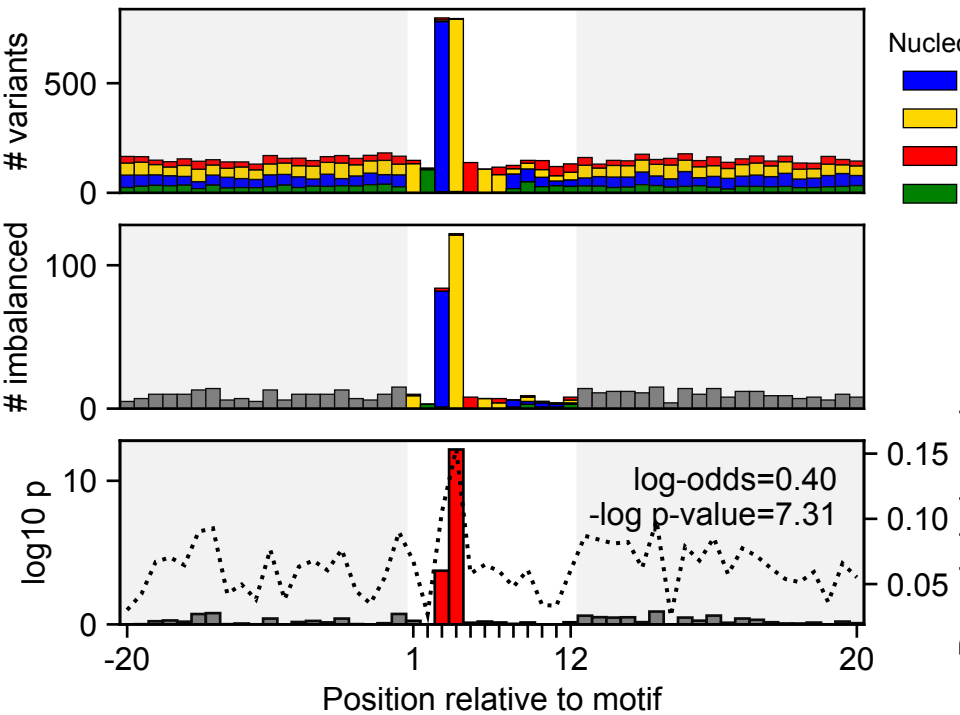 # variants
500
0
Nucleo
# imbalanced
100
0
log10 p
10
0
log-odds=0.40
-log p-value=7.31
0.15
0.10
0.05
-20
1
12
20
Position relative to motif